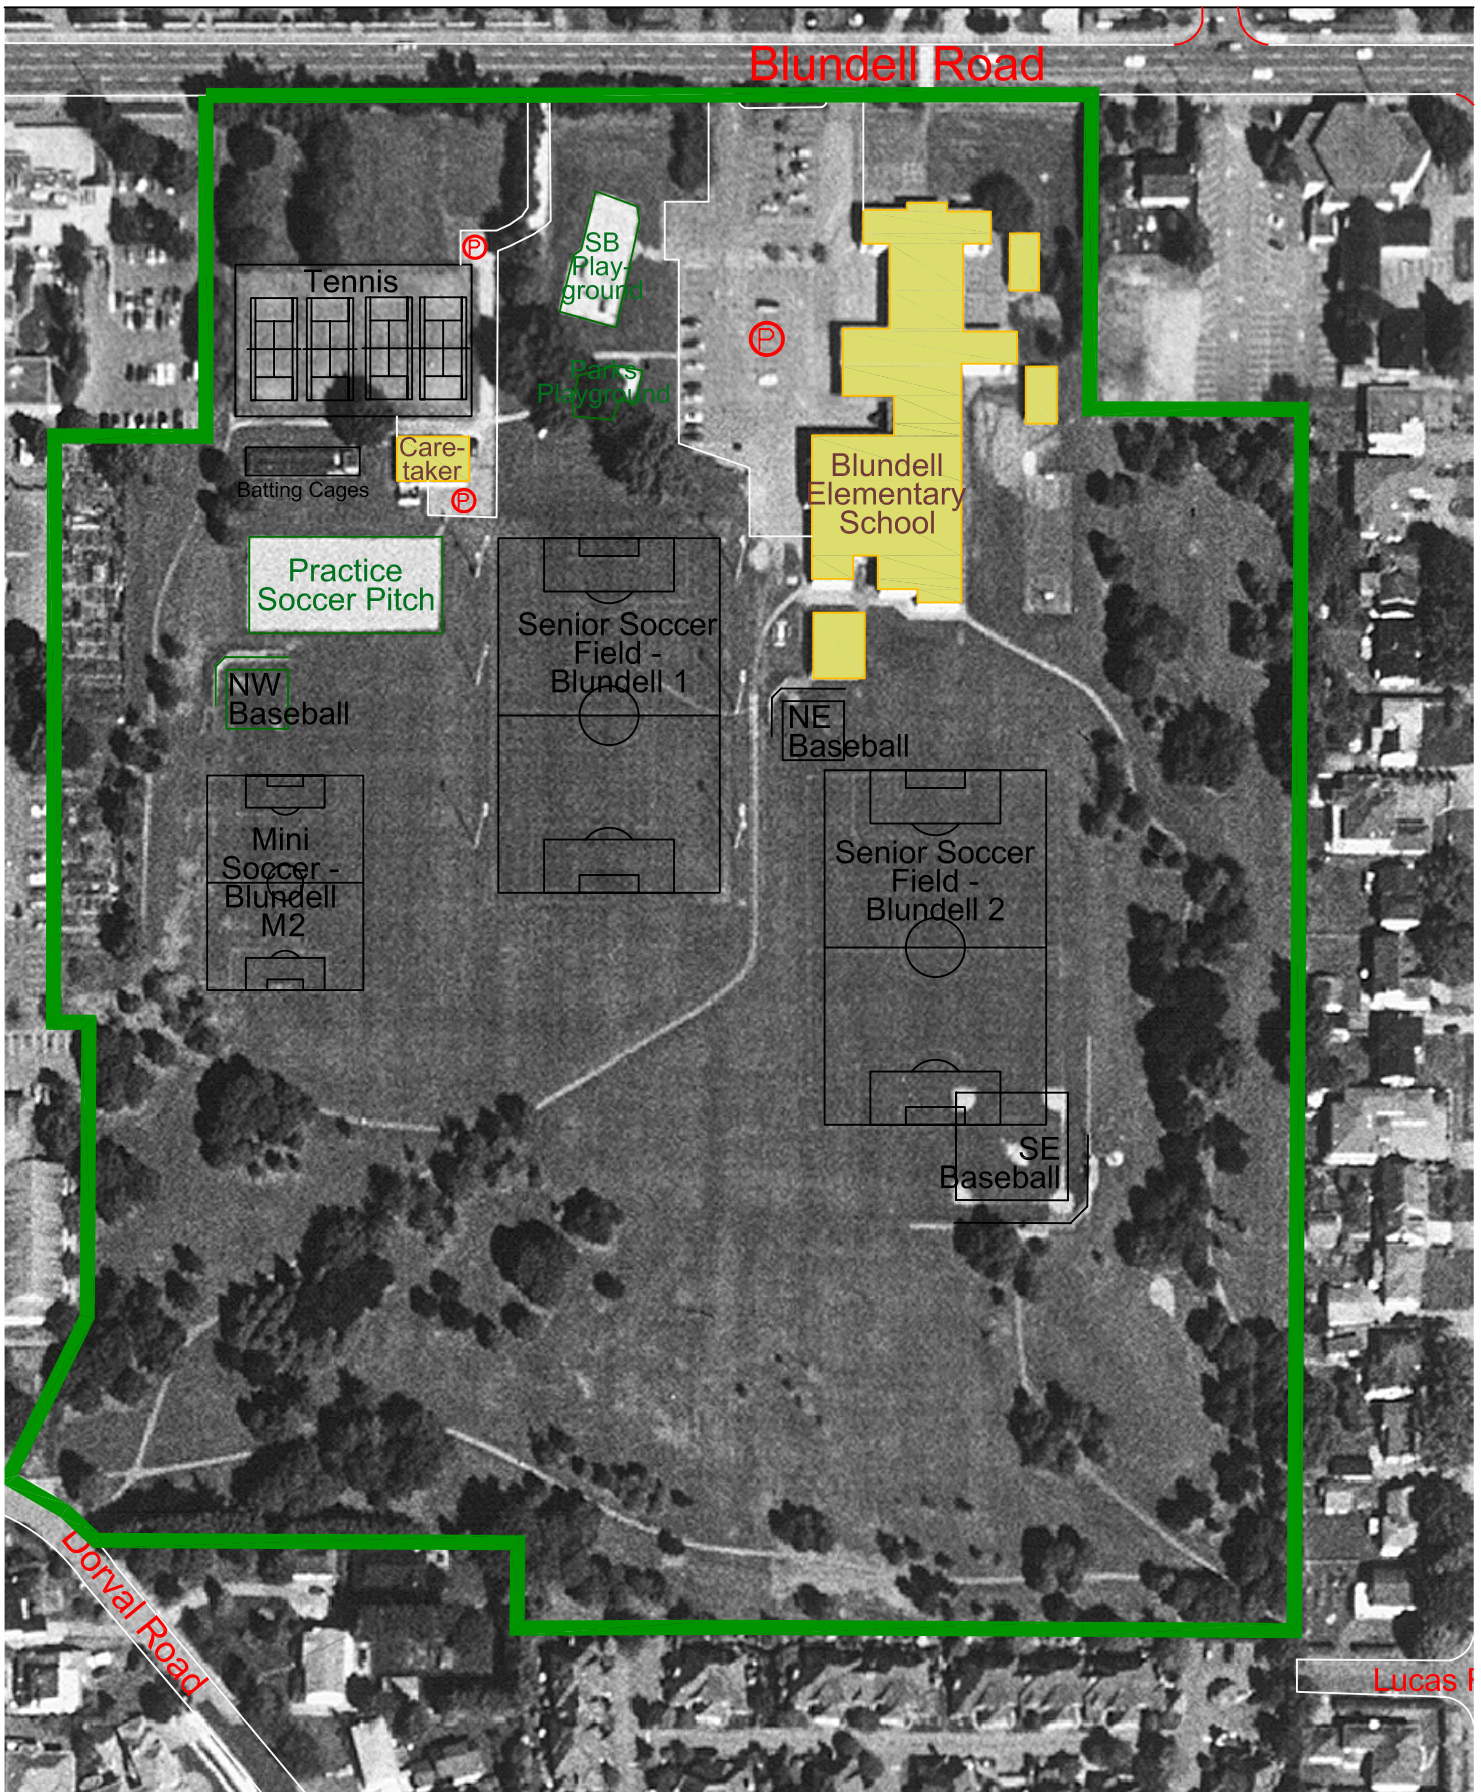 Blundell Road
P
SB
Play-
ground
Tennis
P
Parks
Playground
Care-
taker
Batting Cages
P
Blundell
Elementary
School
Practice
Soccer Pitch
Senior Soccer
Field -
Blundell 1
NW
Baseball
NE
Baseball
Mini
Soccer -
Blundell
M2
Senior Soccer
Field -
Blundell 2
SE
Baseball
Dorval Road
Lucas